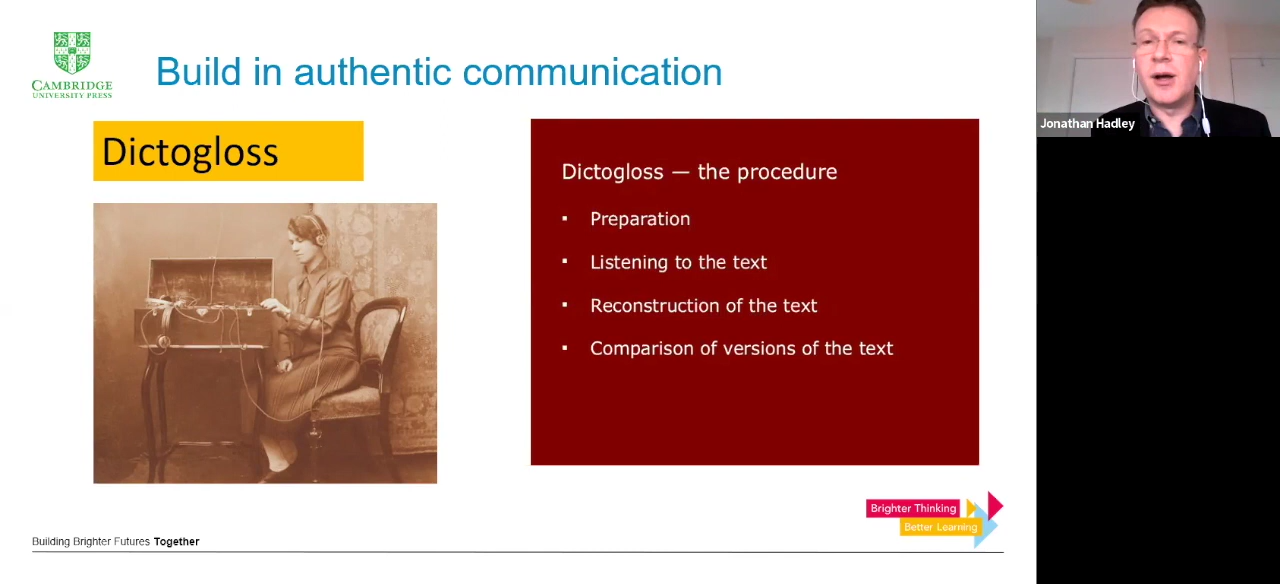 CAMBRIDGE
UNIVERSITY PRESS
Build in authentic communication
Dictogloss
Dictogloss — the procedure
▪ Preparation
▪ Listening to the text
▪ Reconstruction of the text
▪ Comparison of versions of the text
Brighter Thinking
Better Learning
Building Brighter Futures Together
Jonathan Hadley